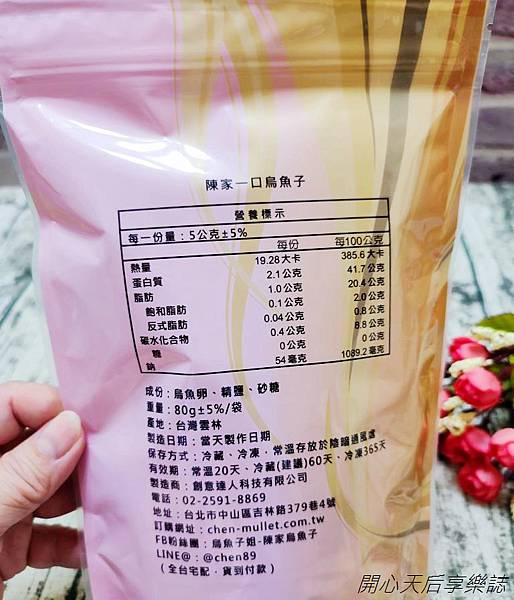 陳家一口烏魚子
營養標示
每一份量：5公克±5%
每份 每100公克
熱量 19.28大卡 385.6大卡
蛋白質 2.1公克 41.7公克
脂肪 1.0公克 20.4公克
飽和脂肪 0.1公克 2.0公克
反式脂肪 0.04公克 0.8公克
碳水化合物 0.4公克 8.8公克
糖 0公克 0公克
鈉 54毫克 1089.2毫克
成份：烏魚卵、精鹽、砂糖
重量：80g±5%/袋
產地：台灣雲林
製造日期：當天製作日期
保存方式：冷藏、冷凍，常溫存放於陰暗通風處
有效期：常溫20天、冷藏(建議)60天、冷凍365天
製造商：創意達人科技有限公司
電話：02-2591-8869
地址：台北市中山區吉林路379巷4號
訂購網址：chen-mullet.com.tw
FB粉絲團：烏魚子姐-陳家烏魚子
LINE@：@chen89
（全台宅配，貨到付款）
開心天后享樂誌